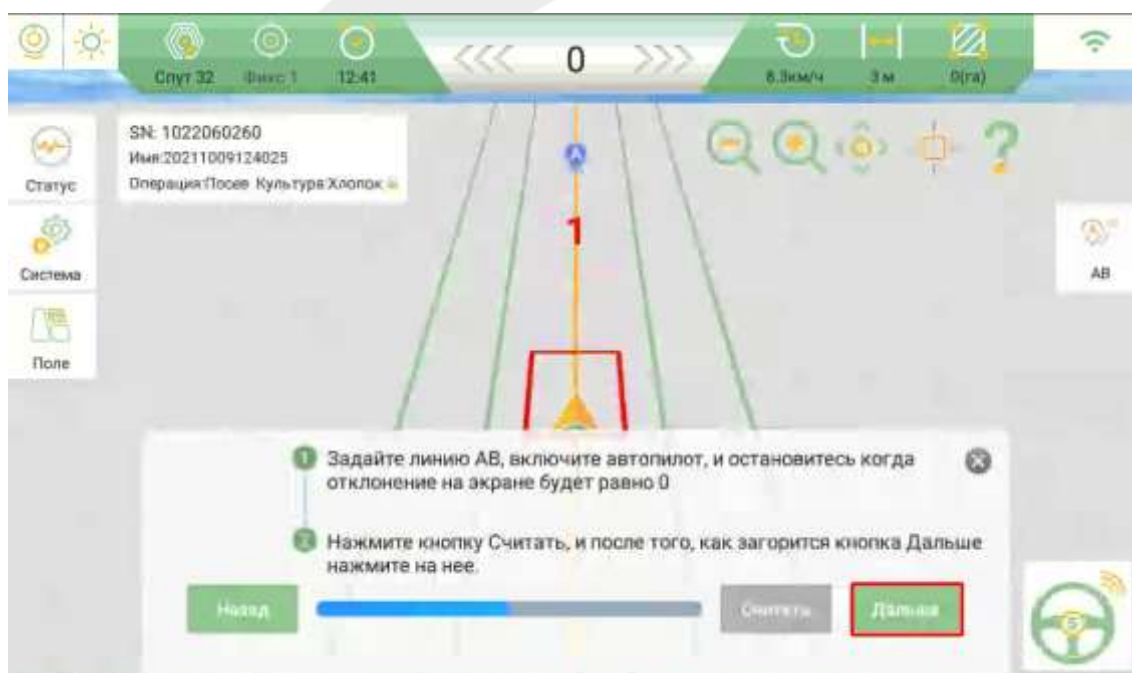 0
Спут 32 Фикс 1 12:41
8.3км/ч 3 м 0(га)
SN: 1022060260
Имя:20211009124025
Операция:Посев Культура:Хлопок
Статус
Система
Поле
A
1
AB
1 Задайте линию АВ, включите автопилот, и остановитесь когда
отклонение на экране будет равно 0
2 Нажмите кнопку Считать, и после того, как загорится кнопка Дальше
нажмите на нее.
Назад
Считать
Дальше
S